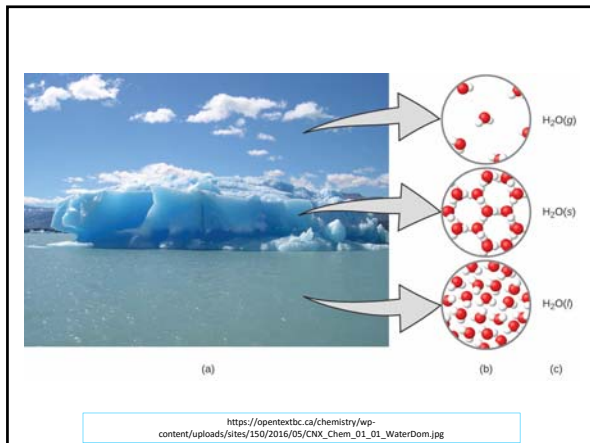 H₂O(g)
H₂O(s)
H₂O(l)
(a) (b) (c)
https://opentextbc.ca/chemistry/wp-
content/uploads/sites/150/2016/05/CNX_Chem_01_01_WaterDom.jpg